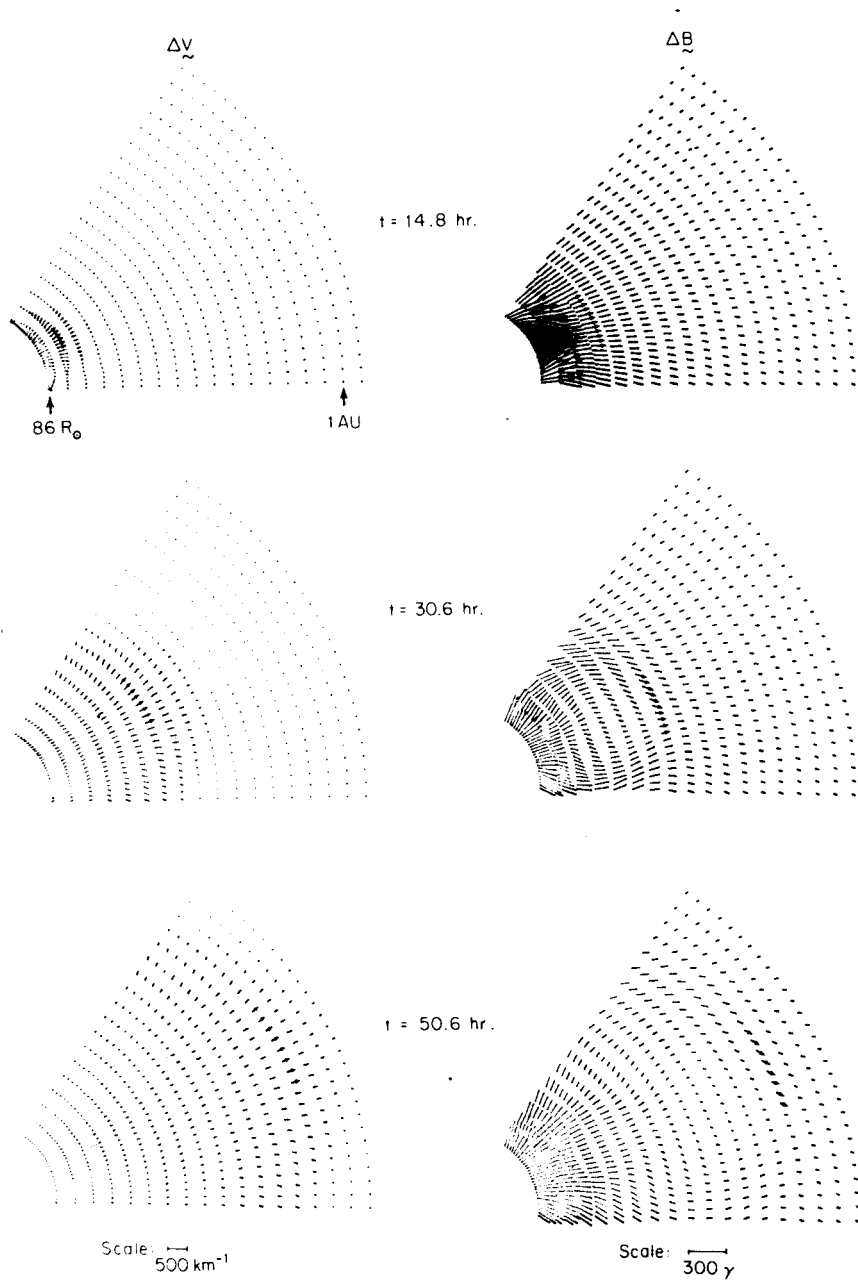 ΔV
ΔB
t = 14.8 hr.
86 R☉
1 AU
t = 30.6 hr.
t = 50.6 hr.
Scale:
500 km⁻¹
Scale:
300 γ